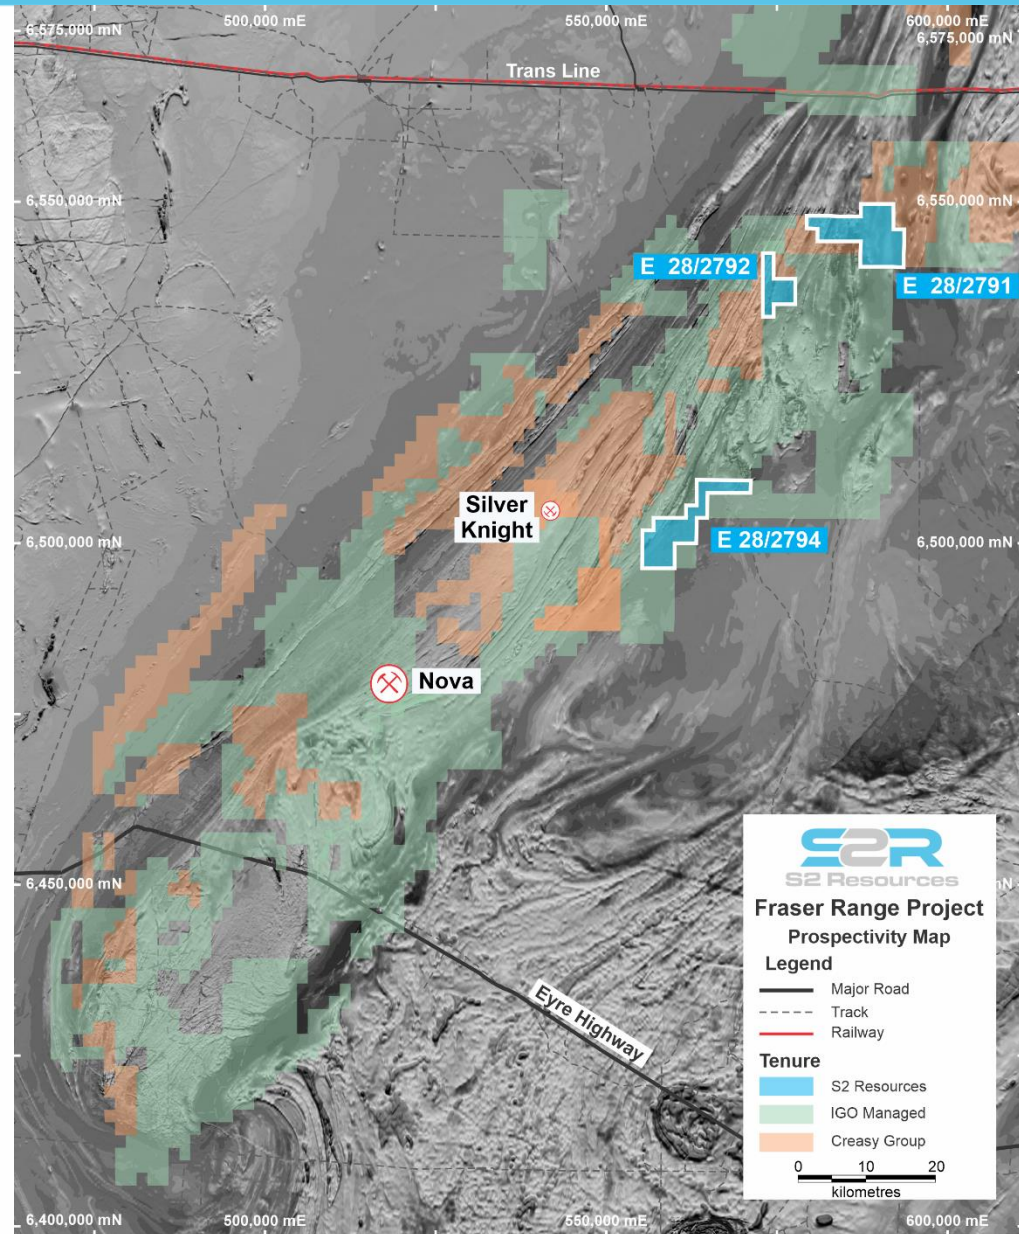 500,000 mE
550,000 mE
600,000 mE
6,575,000 mN
6,575,000 mN
Trans Line
6,550,000 mN
6,550,000 mN
E 28/2792
E 28/2791
Silver
Knight
6,500,000 mN
E 28/2794
6,500,000 mN
Nova
6,450,000 mN
Eyre Highway
S2R
S2 Resources
Fraser Range Project
Prospectivity Map
Legend
Major Road
Track
Railway
Tenure
S2 Resources
IGO Managed
Creasy Group
0 10 20
kilometres
6,400,000 mN
500,000 mE
550,000 mE
600,000 mE